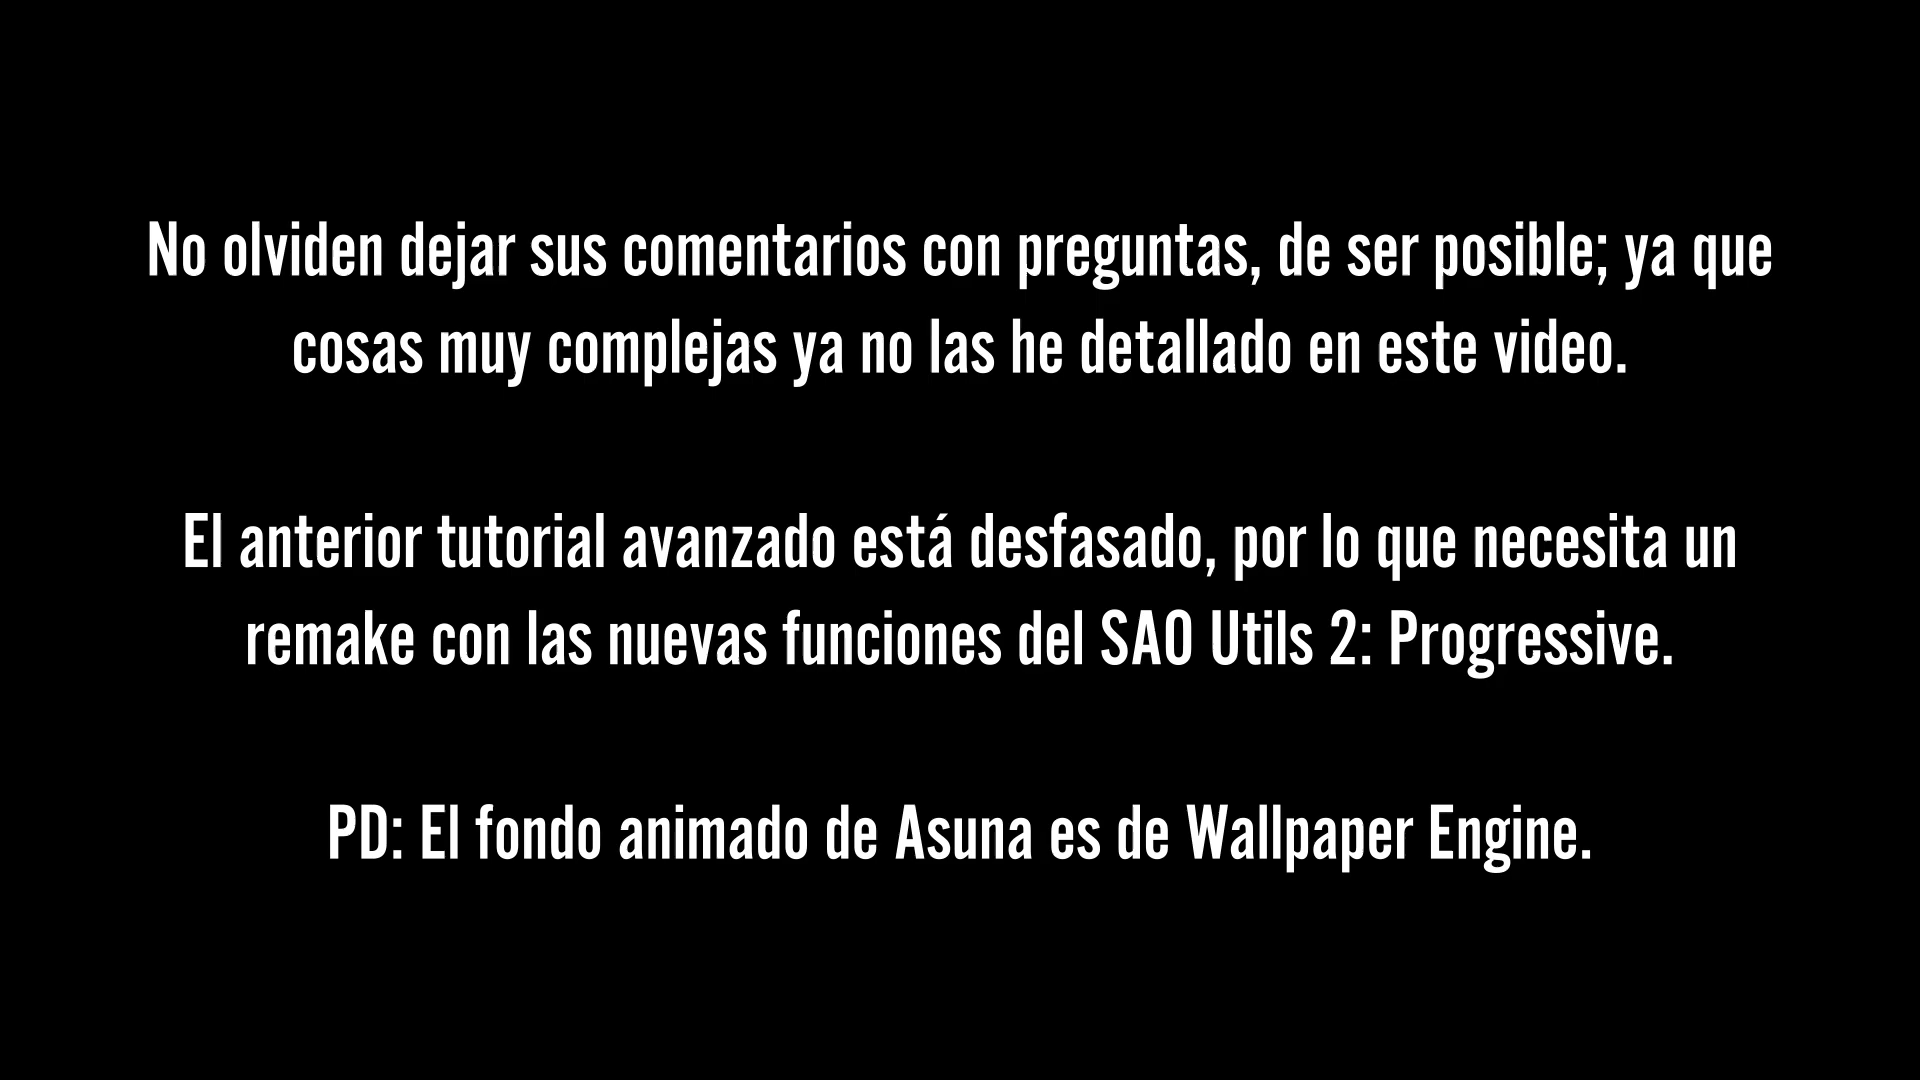 No olviden dejar sus comentarios con preguntas, de ser posible; ya que
cosas muy complejas ya no las he detallado en este video.
El anterior tutorial avanzado está desfasado, por lo que necesita un
remake con las nuevas funciones del SAO Utils 2: Progressive.
PD: El fondo animado de Asuna es de Wallpaper Engine.